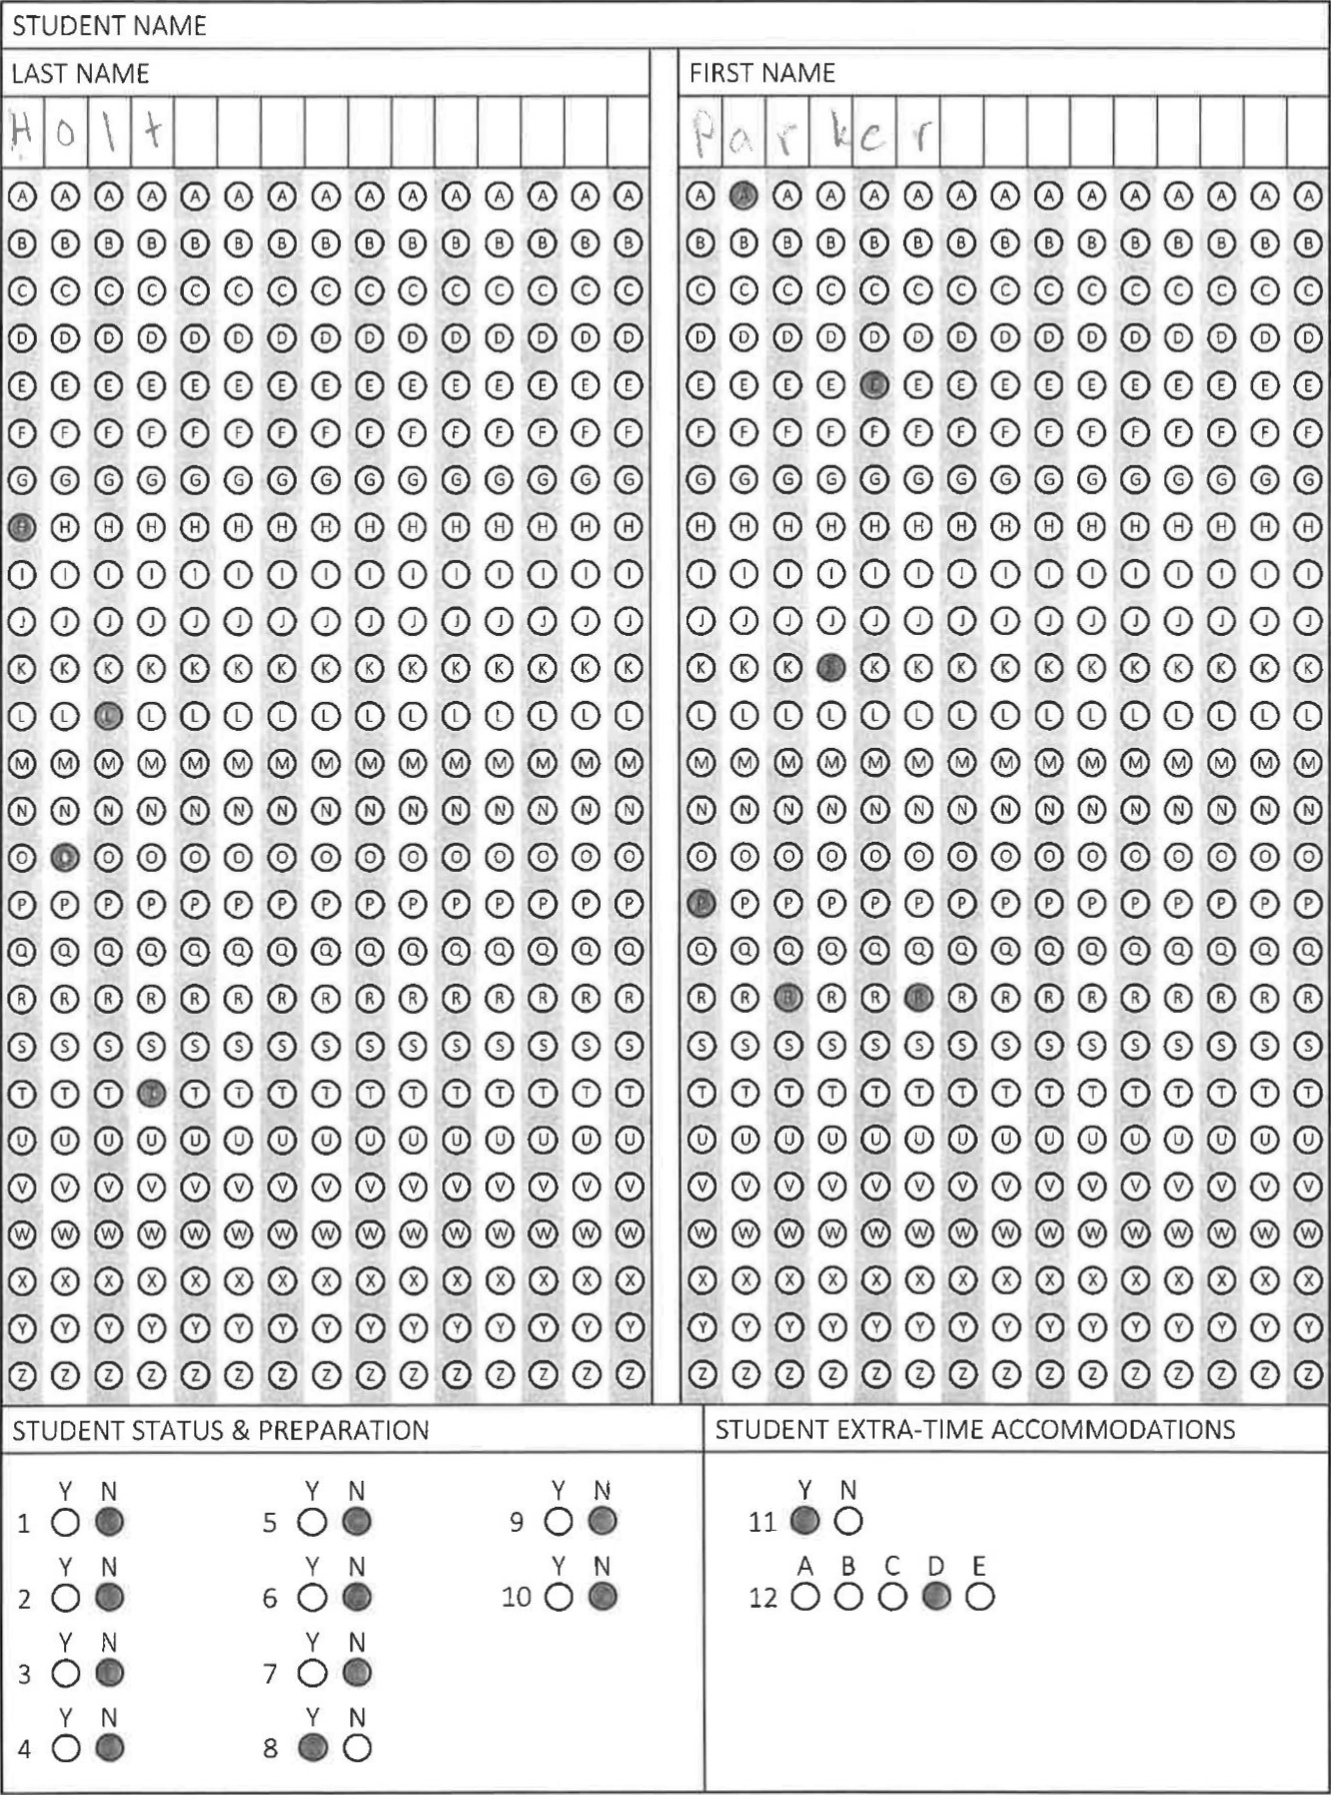 STUDENT NAME
LAST NAME FIRST NAME
Holt Parker
A A A A A A A A A A A A A A A A A A A A A A A A A A A A A A
B B B B B B B B B B B B B B B B B B B B B B B B B B B B B B
C C C C C C C C C C C C C C C C C C C C C C C C C C C C C C
D D D D D D D D D D D D D D D D D D D D D D D D D D D D D D
E E E E E E E E E E E E E E E E E E E E E E E E E E E E E E
F F F F F F F F F F F F F F F F F F F F F F F F F F F F F F
G G G G G G G G G G G G G G G G G G G G G G G G G G G G G G
H H H H H H H H H H H H H H H H H H H H H H H H H H H H H H
I I I I I I I I I I I I I I I I I I I I I I I I I I I I I I
J J J J J J J J J J J J J J J J J J J J J J J J J J J J J J
K K K K K K K K K K K K K K K K K K K K K K K K K K K K K K
L L L L L L L L L L L L L L L L L L L L L L L L L L L L L L
M M M M M M M M M M M M M M M M M M M M M M M M M M M M M M
N N N N N N N N N N N N N N N N N N N N N N N N N N N N N N
O O O O O O O O O O O O O O O O O O O O O O O O O O O O O O
P P P P P P P P P P P P P P P P P P P P P P P P P P P P P P
Q Q Q Q Q Q Q Q Q Q Q Q Q Q Q Q Q Q Q Q Q Q Q Q Q Q Q Q Q Q
R R R R R R R R R R R R R R R R R R R R R R R R R R R R R R
S S S S S S S S S S S S S S S S S S S S S S S S S S S S S S
T T T T T T T T T T T T T T T T T T T T T T T T T T T T T T
U U U U U U U U U U U U U U U U U U U U U U U U U U U U U U
V V V V V V V V V V V V V V V V V V V V V V V V V V V V V V
W W W W W W W W W W W W W W W W W W W W W W W W W W W W W W
X X X X X X X X X X X X X X X X X X X X X X X X X X X X X X
Y Y Y Y Y Y Y Y Y Y Y Y Y Y Y Y Y Y Y Y Y Y Y Y Y Y Y Y Y Y
Z Z Z Z Z Z Z Z Z Z Z Z Z Z Z Z Z Z Z Z Z Z Z Z Z Z Z Z Z Z
STUDENT STATUS & PREPARATION
Y N
1
Y N
2
Y N
3
Y N
4
Y N
5
Y N
6
Y N
7
Y N
8
Y N
9
Y N
10
STUDENT EXTRA-TIME ACCOMMODATIONS
Y N
11
A B C D E
12